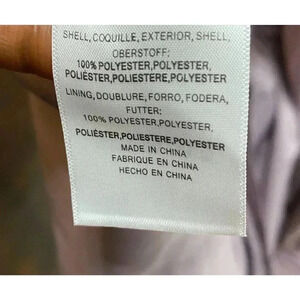 SHELL,COQUILLE,EXTERIOR,SHELL,
OBERSTOFF:
100% POLYESTER,POLYESTER,
POLIÉSTER,POLIESTERE,POLYESTER
LINING,DOUBLURE,FORRO,FODERA,
FUTTER:
100% POLYESTER,POLYESTER,
POLIÉSTER,POLIESTERE,POLYESTER
MADE IN CHINA
FABRIQUE EN CHINA
HECHO EN CHINA